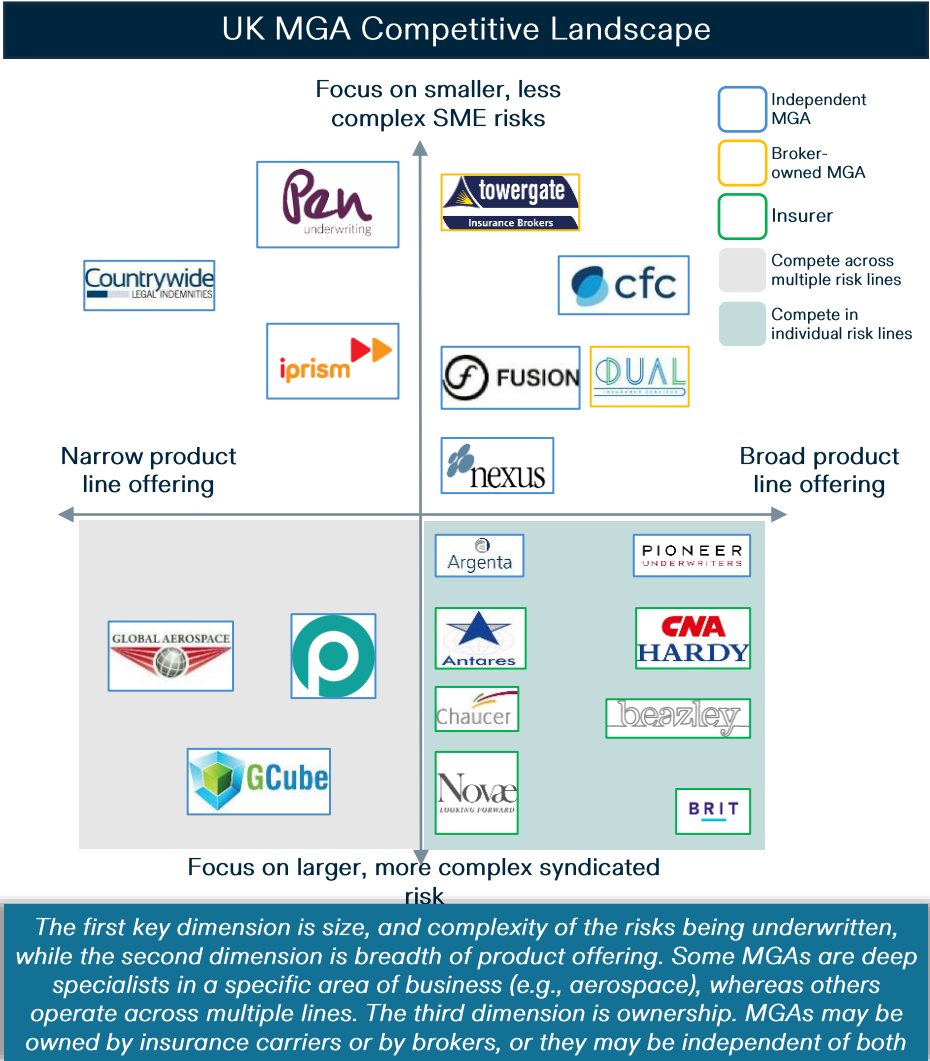 UK MGA Competitive Landscape
Focus on smaller, less
complex SME risks
Independent
MGA
Broker-
owned MGA
Insurer
Compete across
multiple risk lines
Compete in
individual risk lines
Pen
underwriting
towergate
Insurance Brokers
Countrywide
LEGAL INDEMNITIES
cfc
iprism
FUSION
DUAL
INSURANCE SERVICES
nexus
Narrow product
line offering
Broad product
line offering
Argenta
PIONEER
UNDERWRITERS
GLOBAL AEROSPACE
p
Antares
CNA
HARDY
Chaucer
beazley
GCube
Novae
LOOKING FORWARD
BRIT
Focus on larger, more complex syndicated
risk
The first key dimension is size, and complexity of the risks being underwritten,
while the second dimension is breadth of product offering. Some MGAs are deep
specialists in a specific area of business (e.g., aerospace), whereas others
operate across multiple lines. The third dimension is ownership. MGAs may be
owned by insurance carriers or by brokers, or they may be independent of both